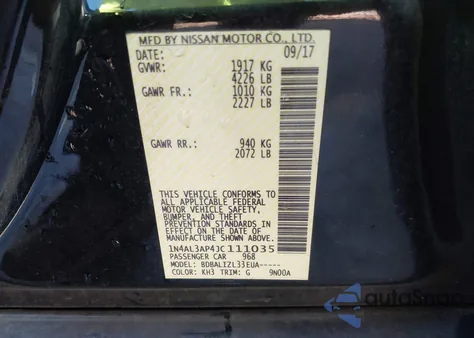 MFD BY NISSAN MOTOR CO., LTD.
DATE: 09/17
GVWR: 1917 KG
4226 LB
GAWR FR.: 1010 KG
2227 LB
GAWR RR.: 940 KG
2072 LB
THIS VEHICLE CONFORMS TO
ALL APPLICABLE FEDERAL
MOTOR VEHICLE SAFETY,
BUMPER, AND THEFT
PREVENTION STANDARDS
IN EFFECT ON THE DATE OF
MANUFACTURE SHOWN ABOVE.
1N4AL3AP4JC111035
PASSENGER CAR 968
MODEL: BDBALIZL33EUA-----
COLOR: KH3 TRIM: G 9N00A